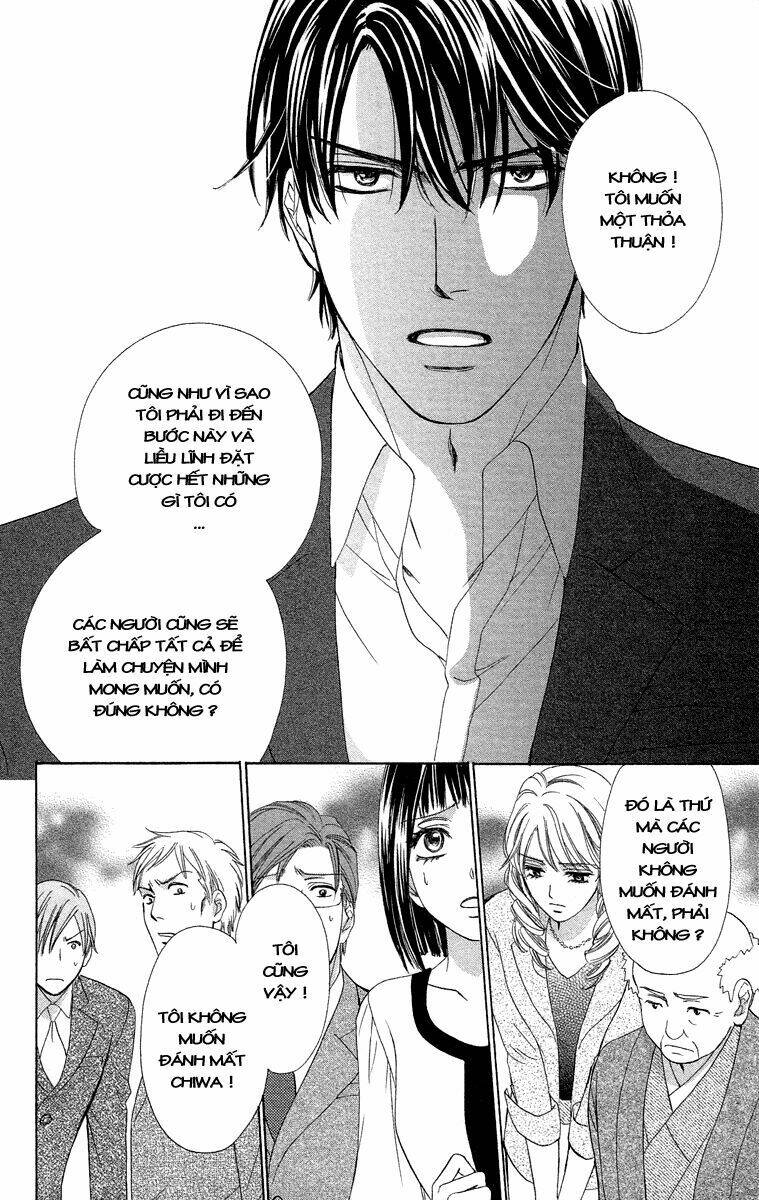 KHÔNG !
TÔI MUỐN
MỘT THỎA
THUẬN !
CŨNG NHƯ VÌ SAO
TÔI PHẢI ĐI ĐẾN
BƯỚC NÀY VÀ
LIỀU LĨNH ĐẶT
CƯỢC HẾT NHỮNG
GÌ TÔI CÓ
...
CÁC NGƯỜI CŨNG SẼ
BẤT CHẤP TẤT CẢ ĐỂ
LÀM CHUYỆN MÌNH
MONG MUỐN, CÓ
ĐÚNG KHÔNG ?
ĐÓ LÀ THỨ
MÀ CÁC
NGƯỜI
KHÔNG
MUỐN ĐÁNH
MẤT, PHẢI
KHÔNG ?
TÔI
CŨNG
VẬY !
TÔI KHÔNG
MUỐN
ĐÁNH MẤT
CHIWA !